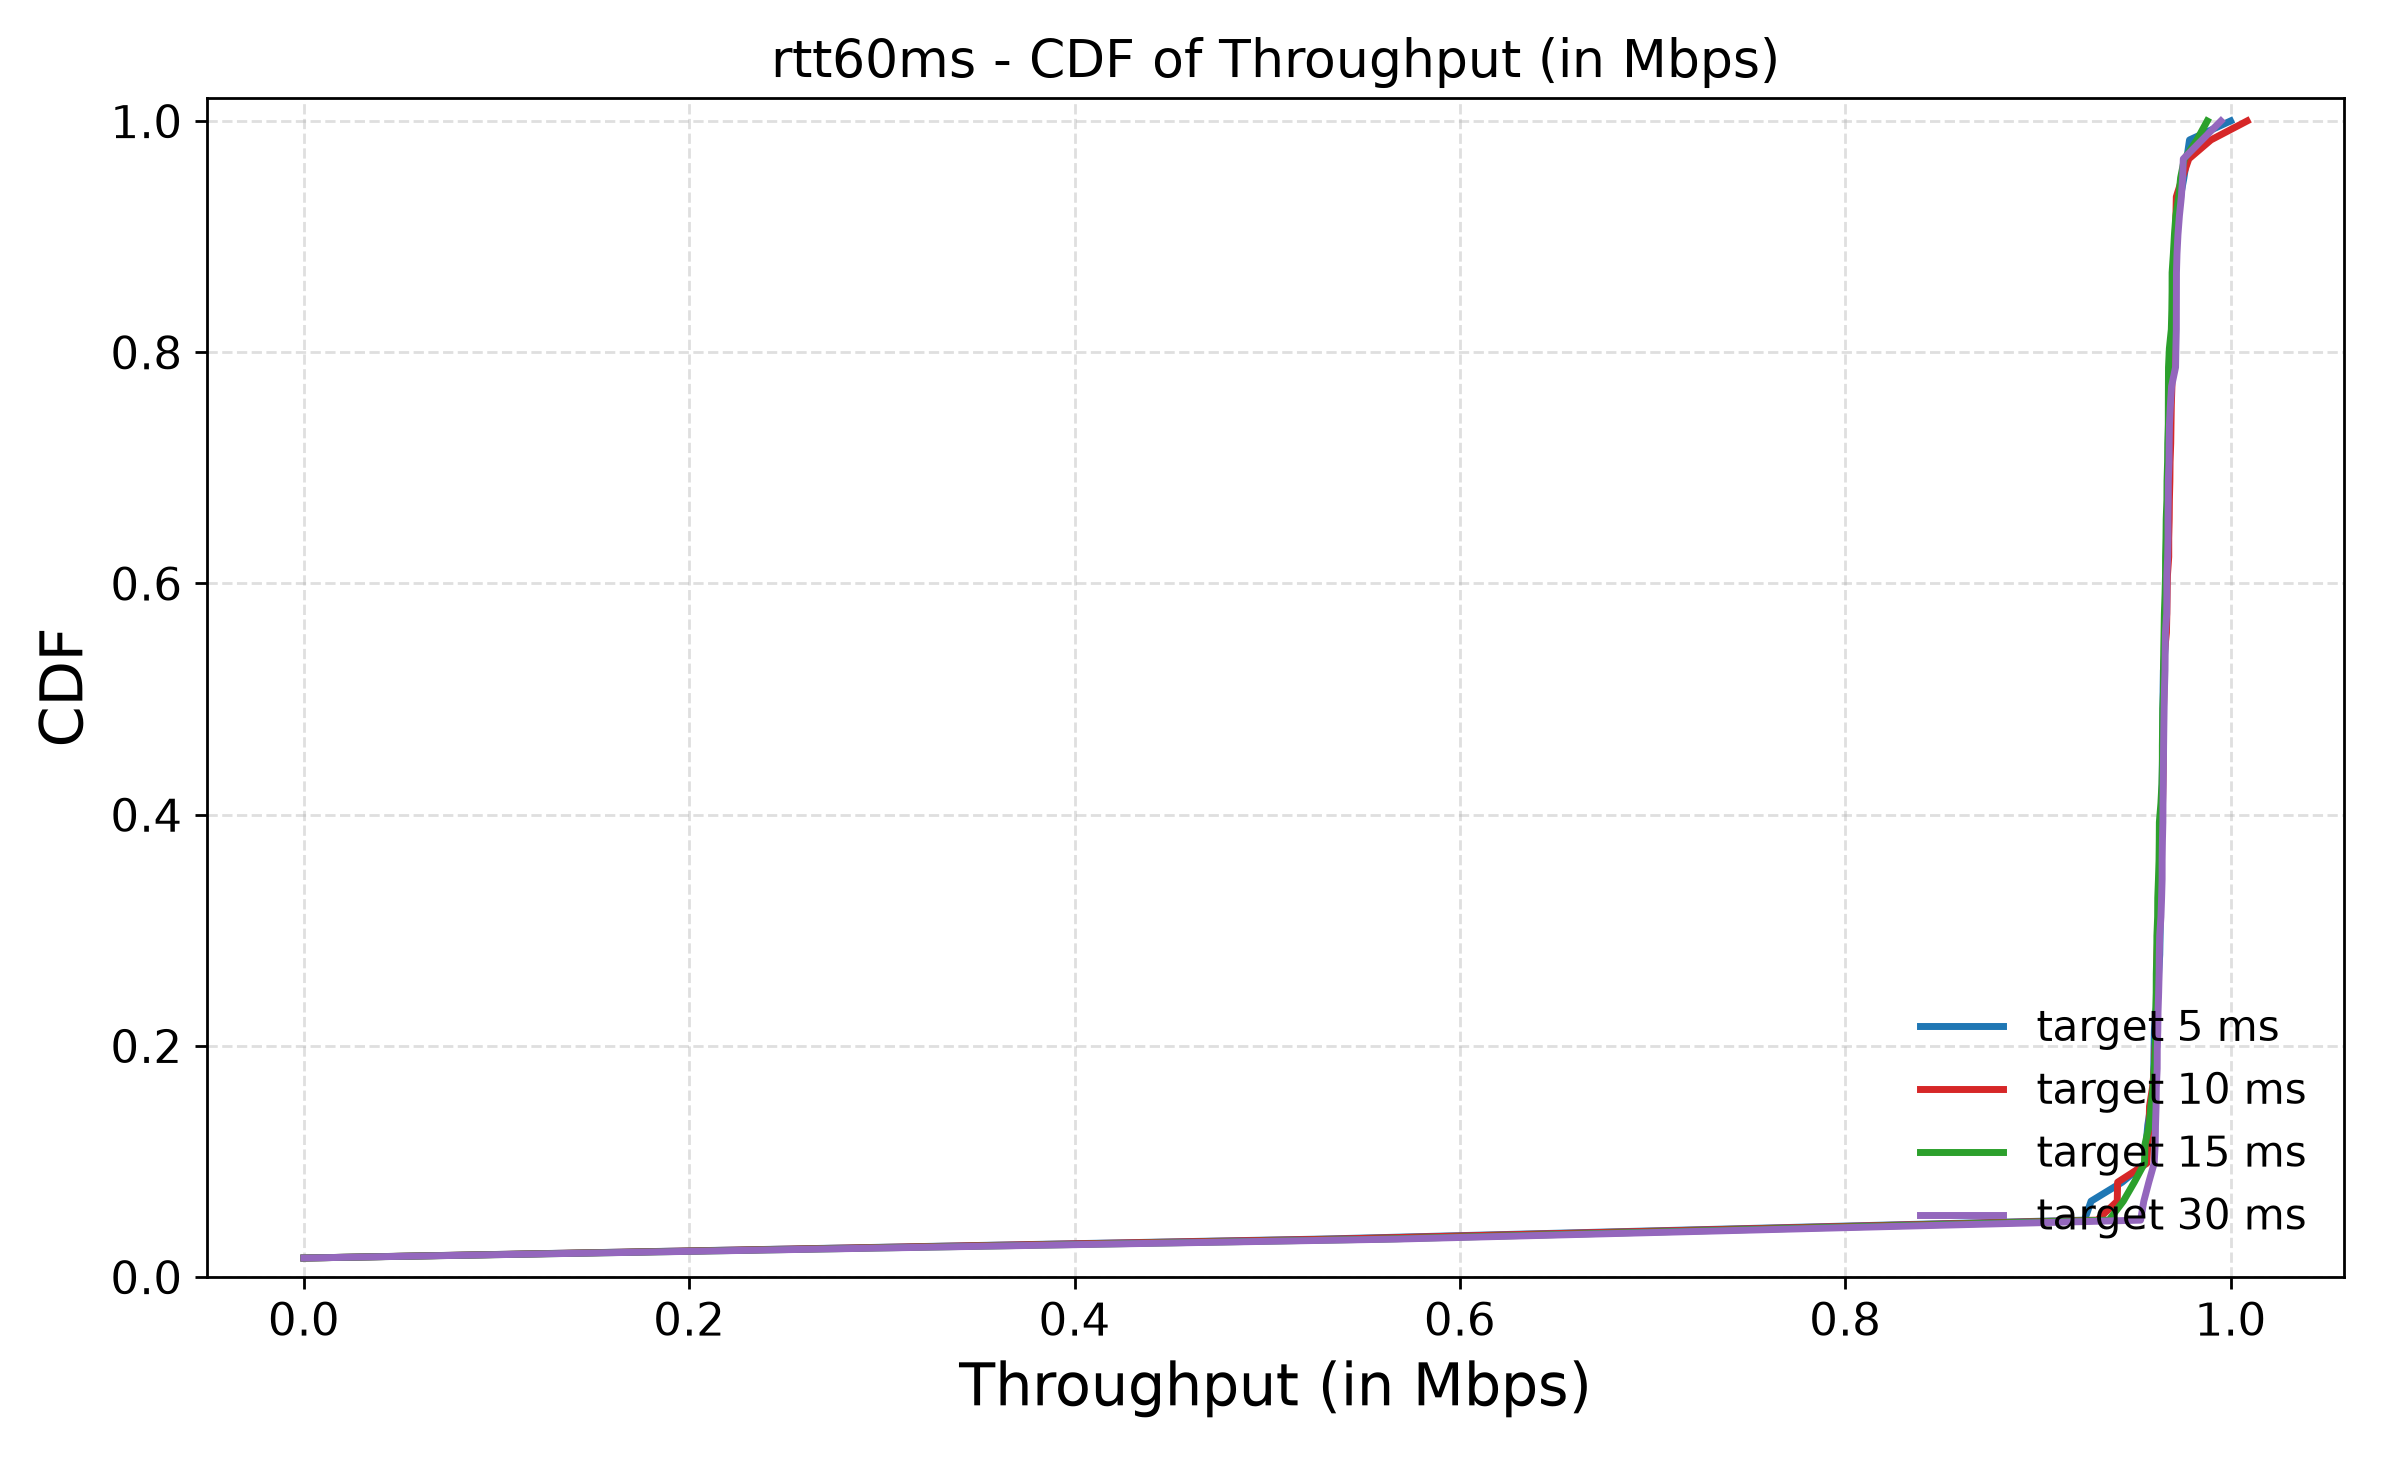 rtt60ms - CDF of Throughput (in Mbps)
CDF
1.0
0.8
0.6
0.4
0.2
0.0
target 5 ms
target 10 ms
target 15 ms
target 30 ms
0.0 0.2 0.4 0.6 0.8 1.0
Throughput (in Mbps)